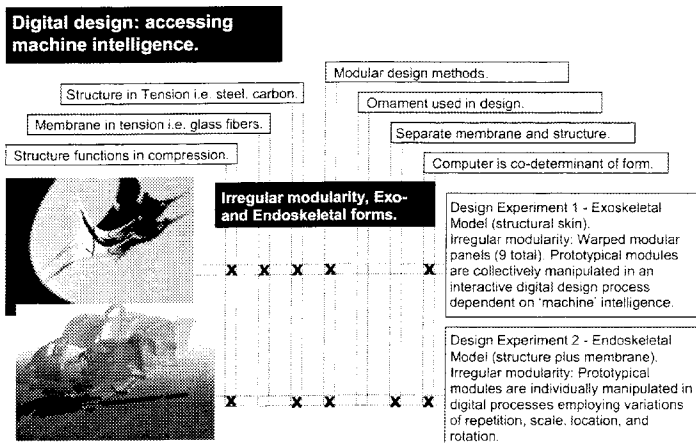 Digital design: accessing
machine intelligence.
Modular design methods.
Structure in Tension i.e. steel, carbon.
Ornament used in design.
Membrane in tension i.e. glass fibers.
Separate membrane and structure.
Structure functions in compression.
Computer is co-determinant of form.
Irregular modularity, Exo-
and Endoskeletal forms.
Design Experiment 1 - Exoskeletal
Model (structural skin).
Irregular modularity: Warped modular
panels (9 total). Prototypical modules
are collectively manipulated in an
interactive digital design process
dependent on 'machine' intelligence.
x x x x x
Design Experiment 2 - Endoskeletal
Model (structure plus membrane).
Irregular modularity: Prototypical
modules are individually manipulated in
digital processes employing variations
of repetition, scale, location, and
rotation.
x x x x x